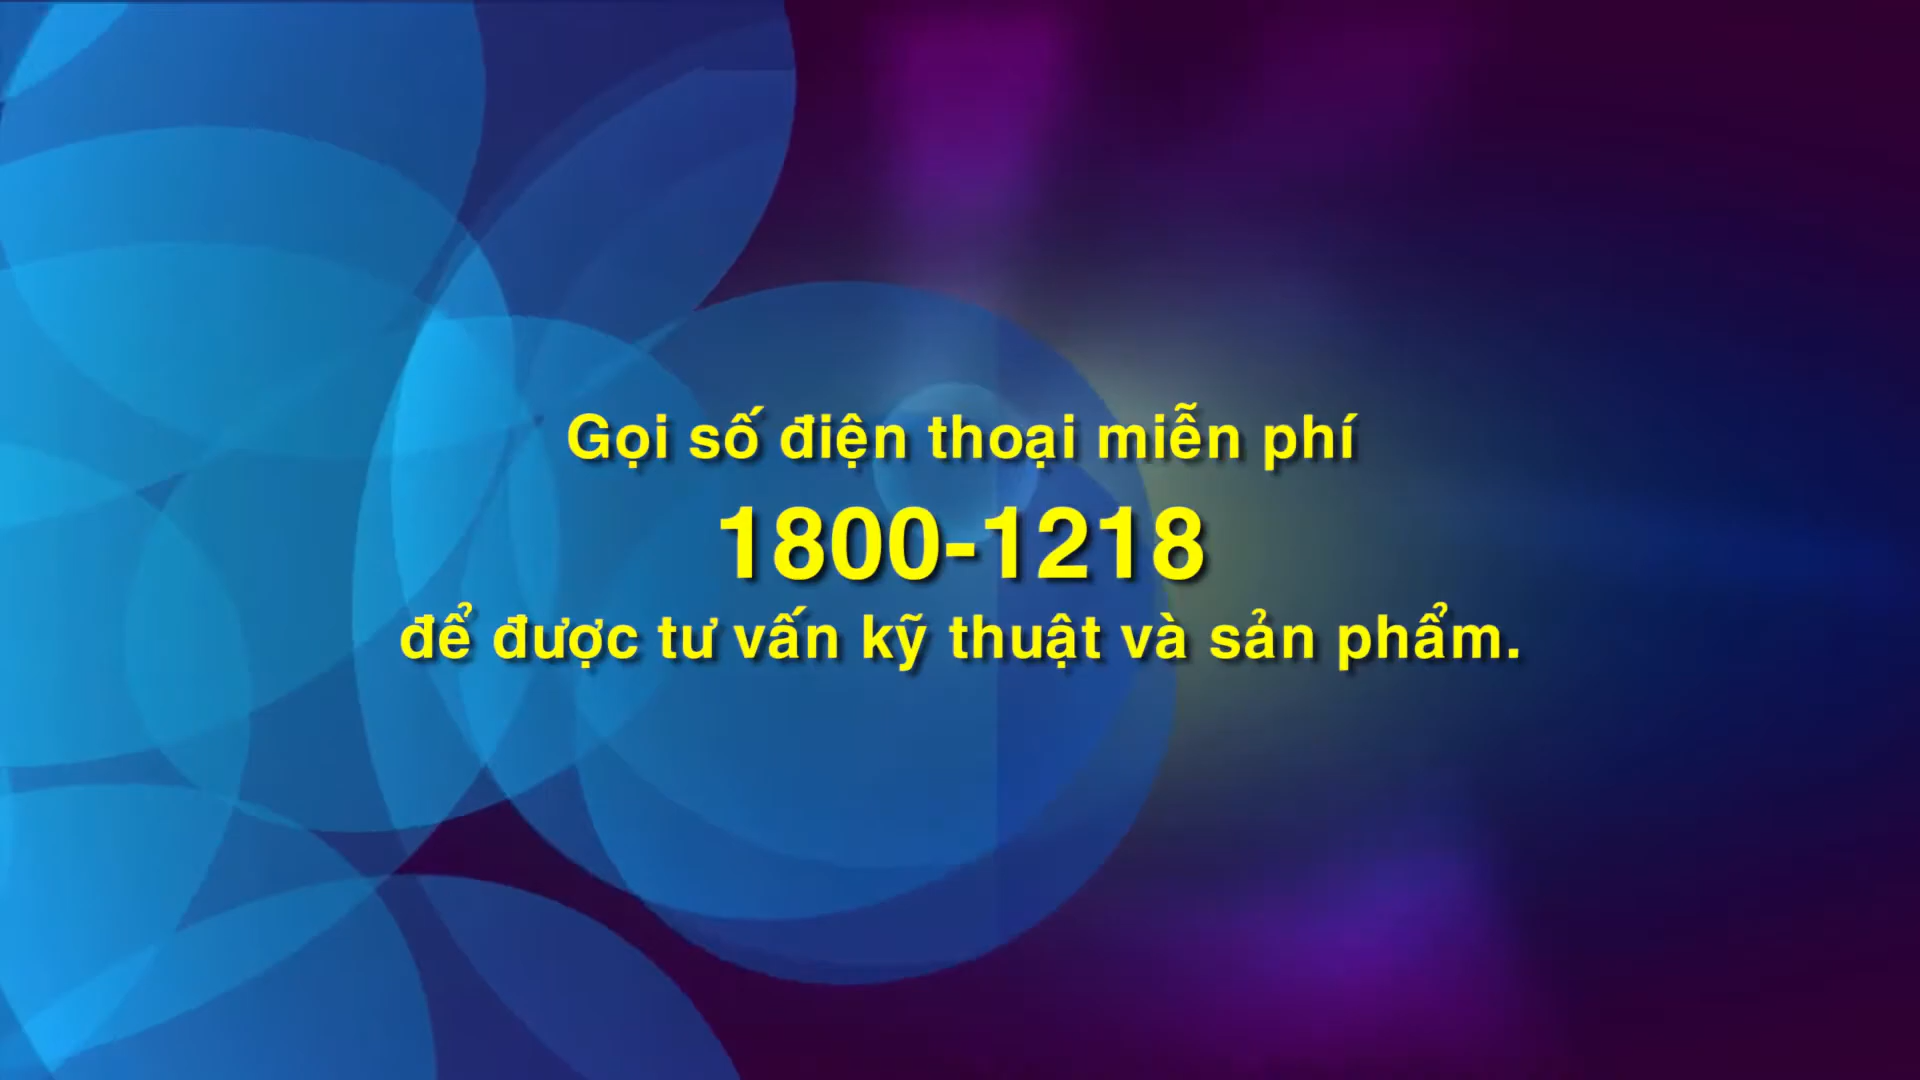 Gọi số điện thoại miễn phí
1800-1218
để được tư vấn kỹ thuật và sản phẩm.